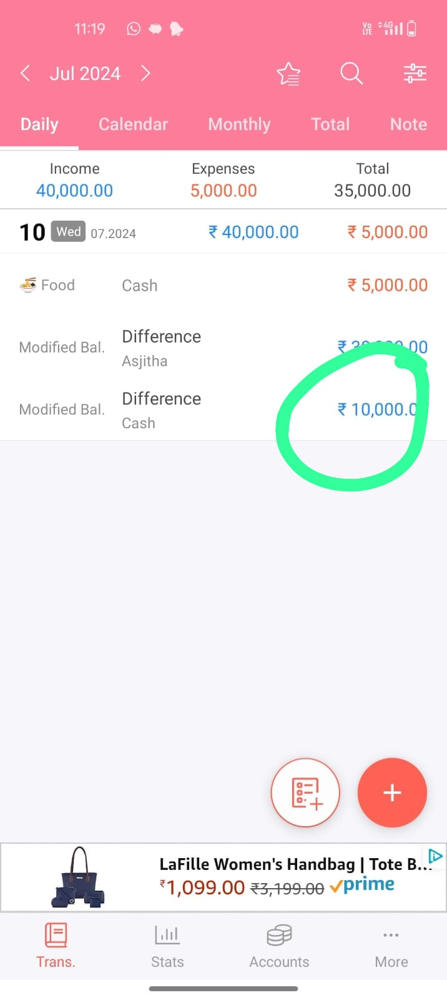 11:19 Vo LTE 4G
Jul 2024
Daily Calendar Monthly Total Note
Income Expenses Total
40,000.00 5,000.00 35,000.00
10 Wed 07.2024 ₹ 40,000.00 ₹ 5,000.00
Food Cash ₹ 5,000.00
Difference
Modified Bal. ₹
Asjitha
Difference
Modified Bal. ₹ 10,000.0
Cash
LaFille Women's Handbag | Tote B...
₹1,099.00 ₹3,199.00 prime
Trans. Stats Accounts More